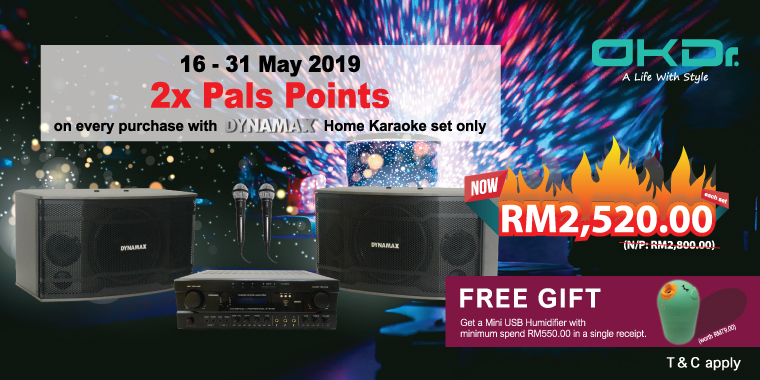 16 - 31 May 2019
2x Pals Points
on every purchase with DYNAMAX Home Karaoke set only
OKDr.
A Life With Style
NOW
RM2,520.00
each set
(N/P: RM2,800.00)
DYNAMAX
DYNAMAX
FREE GIFT
Get a Mini USB Humidifier with
minimum spend RM550.00 in a single receipt.
(worth RM79.00)
T & C apply